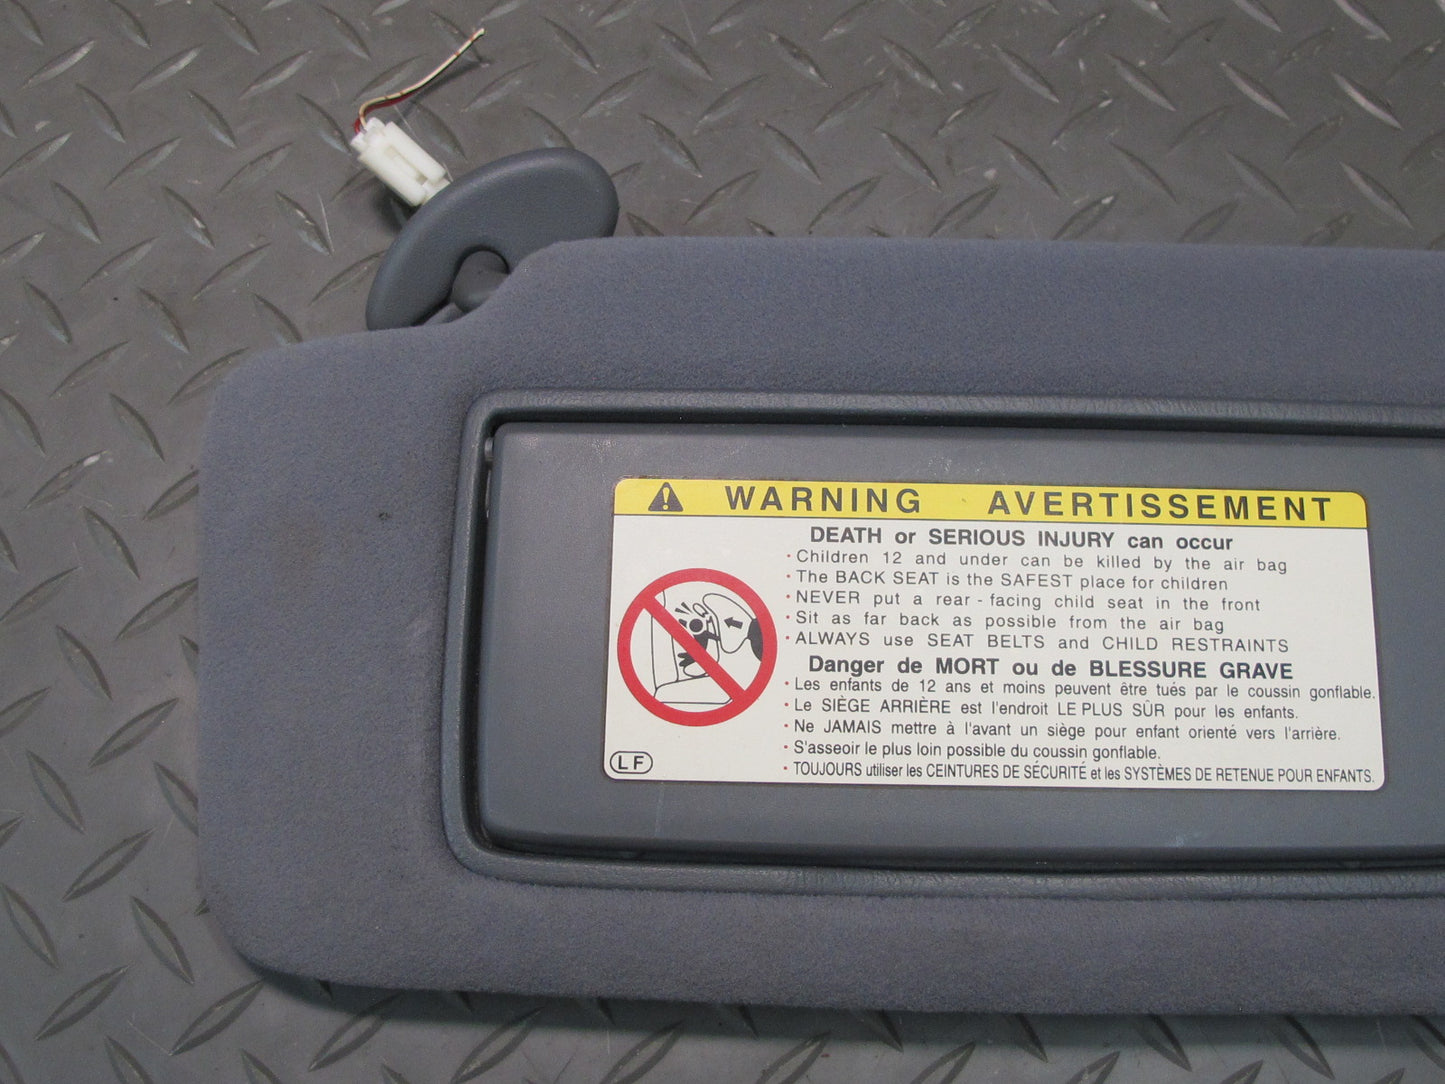 WARNING AVERTISSEMENT
DEATH or SERIOUS INJURY can occur
· Children 12 and under can be killed by the air bag
· The BACK SEAT is the SAFEST place for children
· NEVER put a rear - facing child seat in the front
· Sit as far back as possible from the air bag
· ALWAYS use SEAT BELTS and CHILD RESTRAINTS
Danger de MORT ou de BLESSURE GRAVE
· Les enfants de 12 ans et moins peuvent être tués par le coussin gonflable.
· Le SIÈGE ARRIÈRE est l'endroit LE PLUS SÛR pour les enfants.
· Ne JAMAIS mettre à l'avant un siège pour enfant orienté vers l'arrière.
· S'asseoir le plus loin possible du coussin gonflable.
· TOUJOURS utiliser les CEINTURES DE SÉCURITÉ et les SYSTÈMES DE RETENUE POUR ENFANTS.
LF